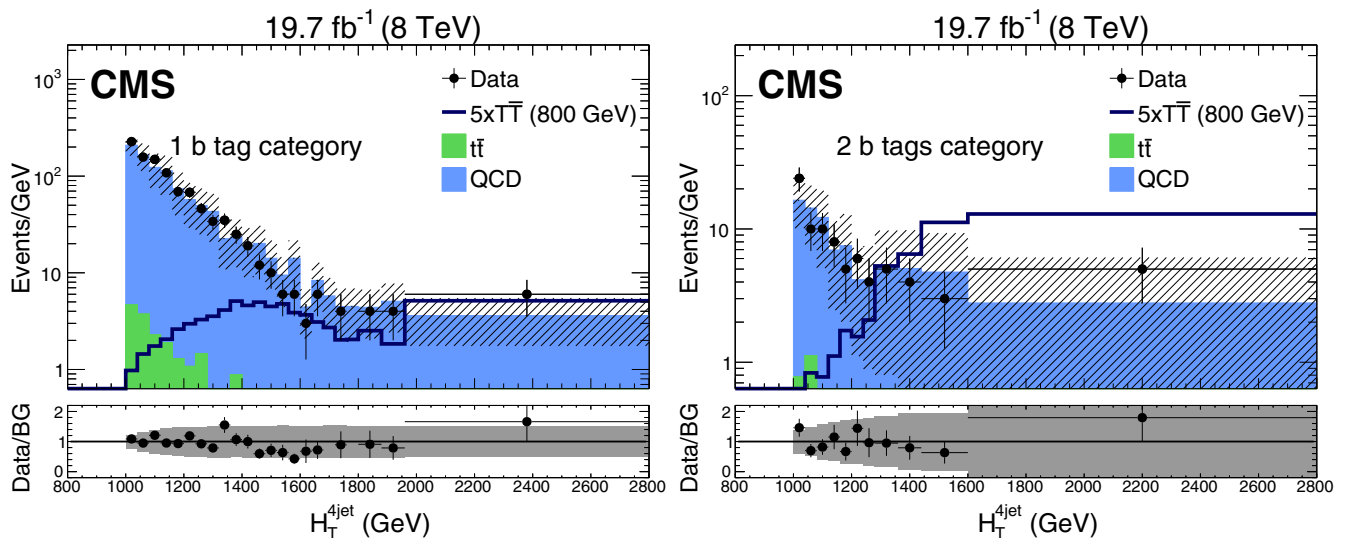 19.7 fb⁻¹ (8 TeV)
CMS
Data
5xTT̅ (800 GeV)
tt̅
QCD
1 b tag category
Events/GeV
10³
10²
10
1
Data/BG
2
1
0
800 1000 1200 1400 1600 1800 2000 2200 2400 2600 2800
H_T^4jet (GeV)
19.7 fb⁻¹ (8 TeV)
CMS
Data
5xTT̅ (800 GeV)
tt̅
QCD
2 b tags category
Events/GeV
10²
10
1
Data/BG
2
1
0
800 1000 1200 1400 1600 1800 2000 2200 2400 2600 2800
H_T^4jet (GeV)